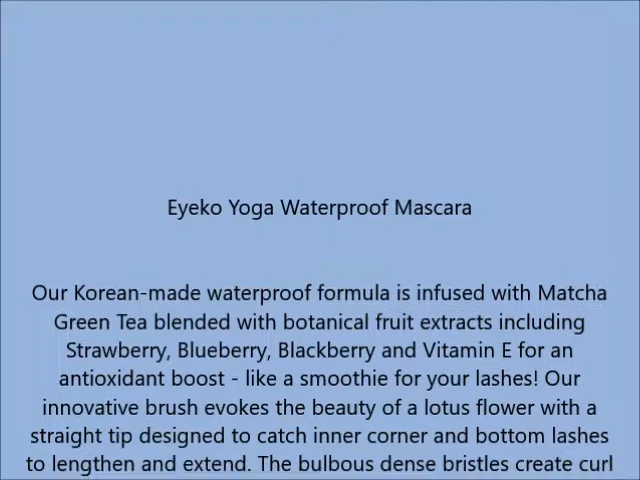 Eyeko Yoga Waterproof Mascara
Our Korean-made waterproof formula is infused with Matcha
Green Tea blended with botanical fruit extracts including
Strawberry, Blueberry, Blackberry and Vitamin E for an
antioxidant boost - like a smoothie for your lashes! Our
innovative brush evokes the beauty of a lotus flower with a
straight tip designed to catch inner corner and bottom lashes
to lengthen and extend. The bulbous dense bristles create curl